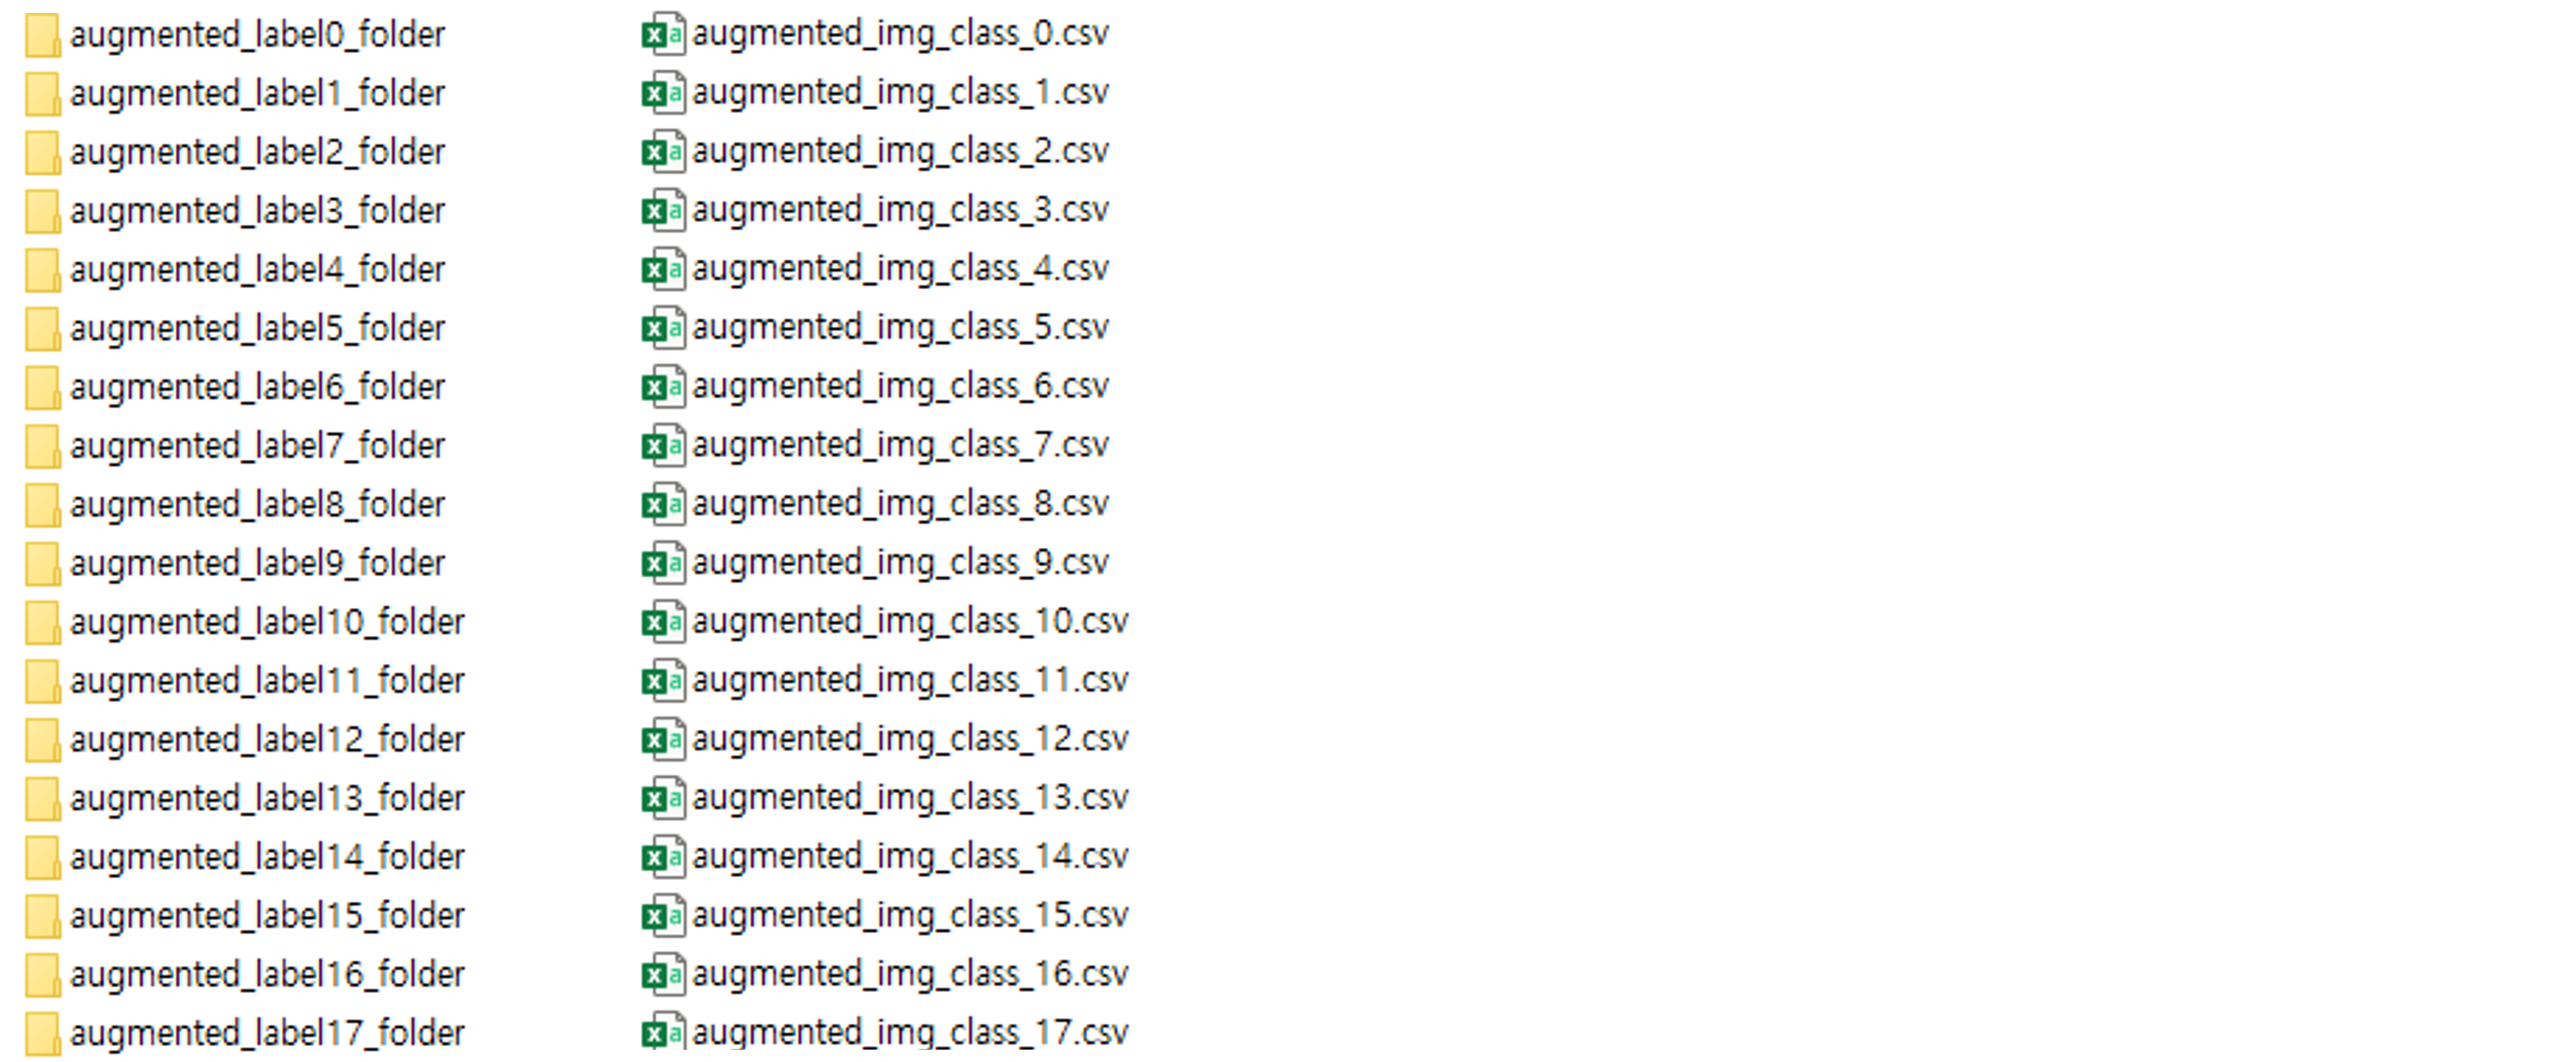 augmented_label0_folder
augmented_label1_folder
augmented_label2_folder
augmented_label3_folder
augmented_label4_folder
augmented_label5_folder
augmented_label6_folder
augmented_label7_folder
augmented_label8_folder
augmented_label9_folder
augmented_label10_folder
augmented_label11_folder
augmented_label12_folder
augmented_label13_folder
augmented_label14_folder
augmented_label15_folder
augmented_label16_folder
augmented_label17_folder
augmented_img_class_0.csv
augmented_img_class_1.csv
augmented_img_class_2.csv
augmented_img_class_3.csv
augmented_img_class_4.csv
augmented_img_class_5.csv
augmented_img_class_6.csv
augmented_img_class_7.csv
augmented_img_class_8.csv
augmented_img_class_9.csv
augmented_img_class_10.csv
augmented_img_class_11.csv
augmented_img_class_12.csv
augmented_img_class_13.csv
augmented_img_class_14.csv
augmented_img_class_15.csv
augmented_img_class_16.csv
augmented_img_class_17.csv